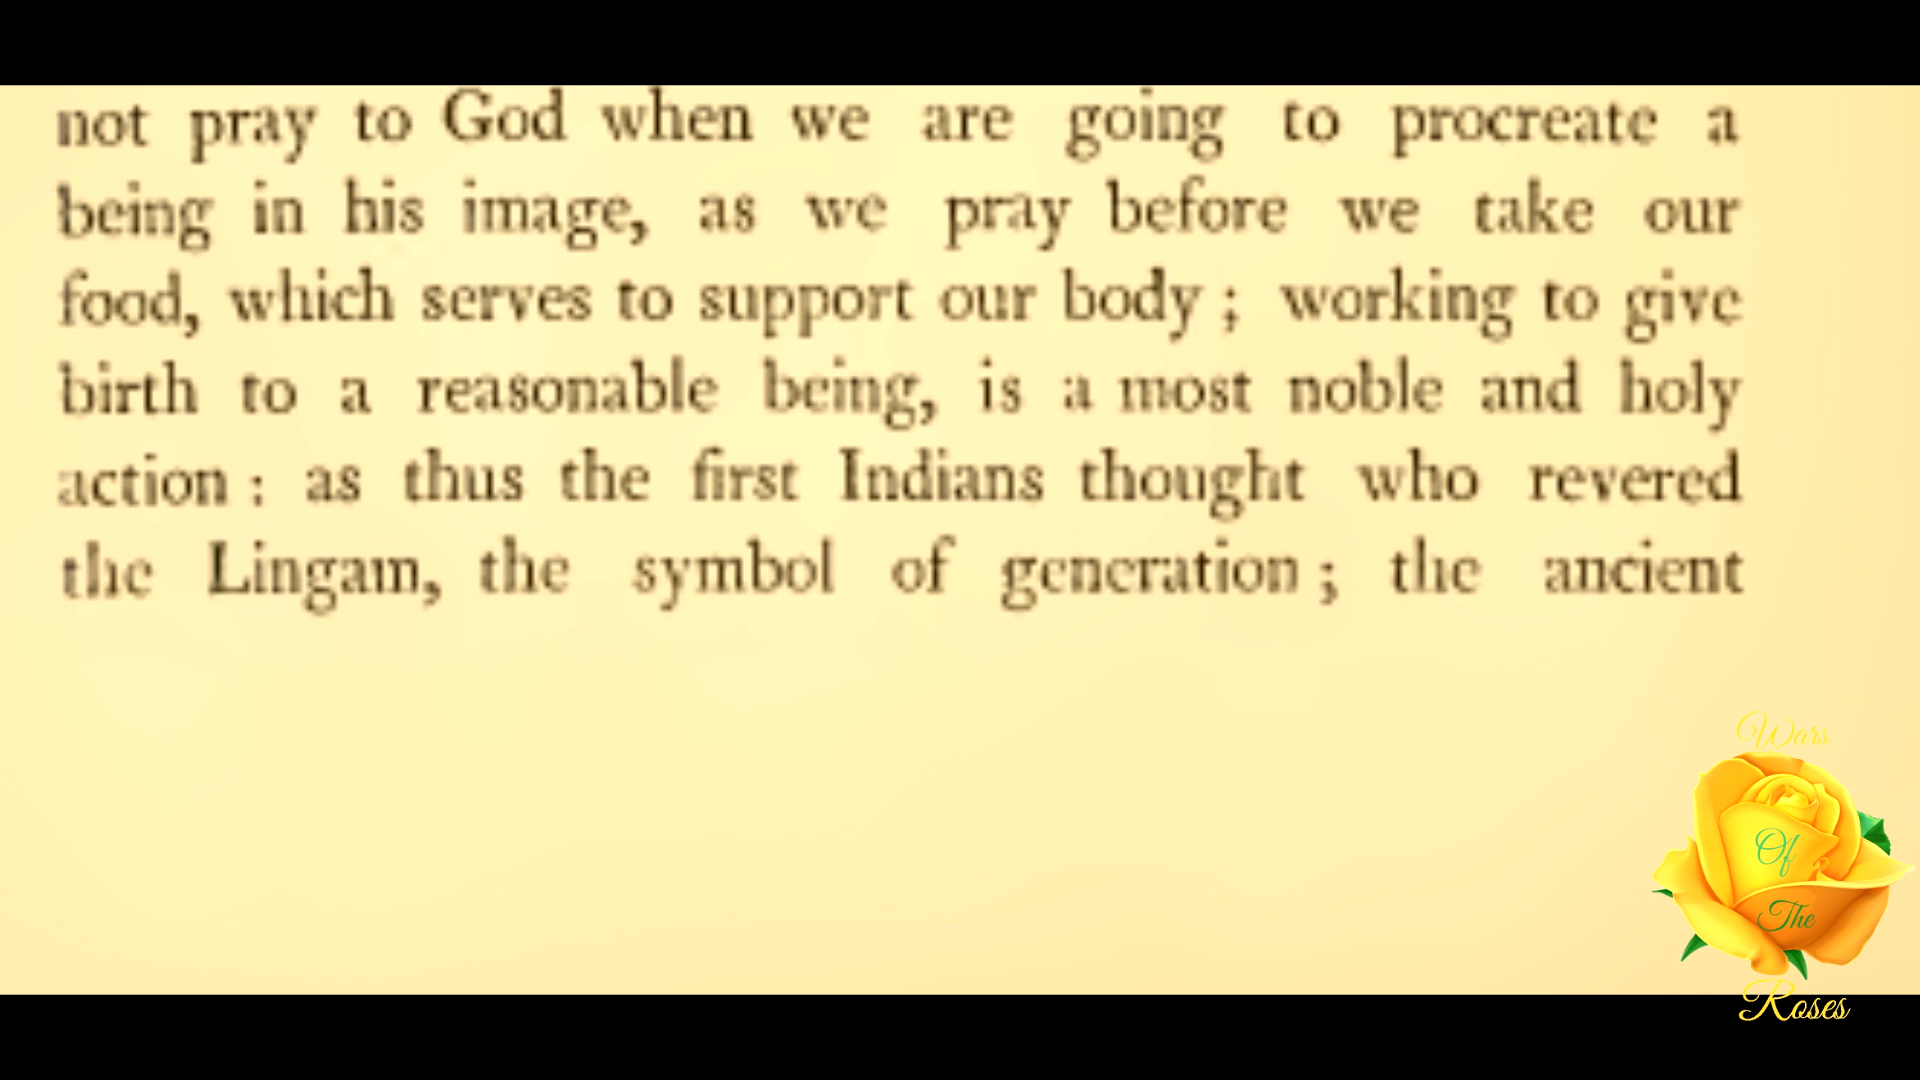 not pray to God when we are going to procreate a
being in his image, as we pray before we take our
food, which serves to support our body ; working to give
birth to a reasonable being, is a most noble and holy
action : as thus the first Indians thought who revered
the Lingam, the symbol of generation ; the ancient
Wars
Of
The
Roses